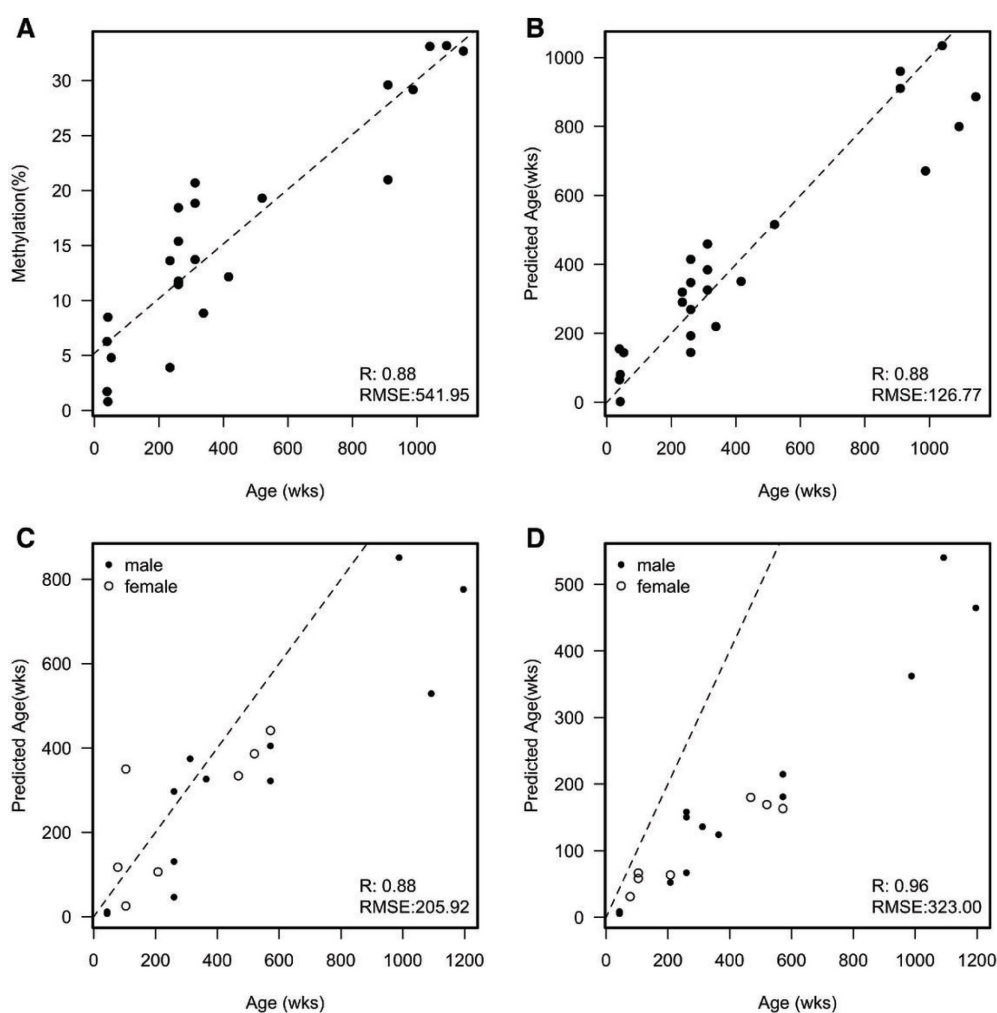 A
Methylation(%)
30
25
20
15
10
5
0
R: 0.88
RMSE:541.95
0 200 400 600 800 1000
Age (wks)
B
Predicted Age(wks)
1000
800
600
400
200
0
R: 0.88
RMSE:126.77
0 200 400 600 800 1000
Age (wks)
C
male
female
Predicted Age(wks)
800
600
400
200
0
R: 0.88
RMSE:205.92
0 200 400 600 800 1000 1200
Age (wks)
D
male
female
Predicted Age(wks)
500
400
300
200
100
0
R: 0.96
RMSE:323.00
0 200 400 600 800 1000 1200
Age (wks)